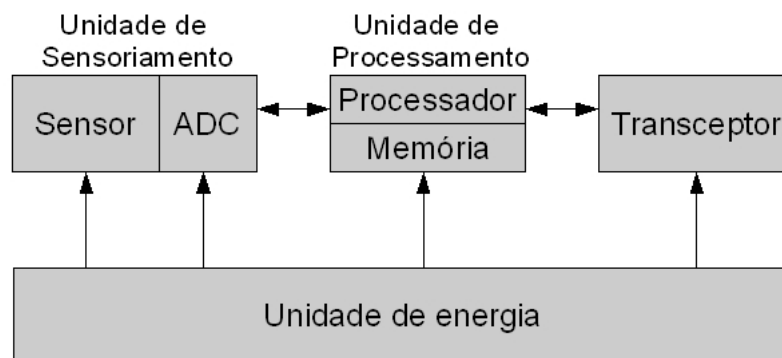 Unidade de
Sensoriamento
Unidade de
Processamento
Sensor
ADC
Processador
Memória
Transceptor
Unidade de energia